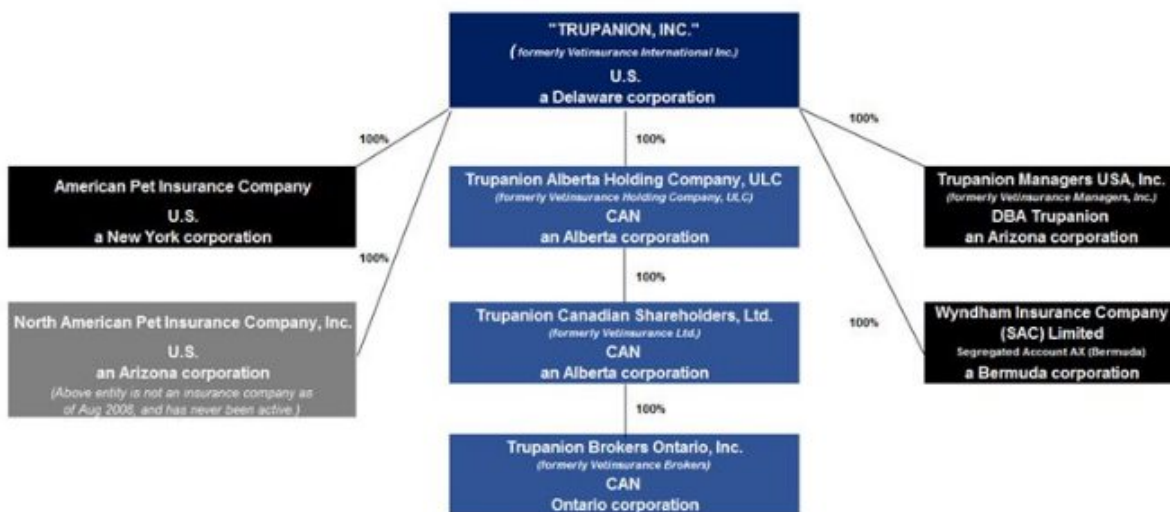 "TRUPANION, INC."
(formerly Vetinsurance International Inc.)
U.S.
a Delaware corporation
100%
100%
100%
American Pet Insurance Company
U.S.
a New York corporation
Trupanion Alberta Holding Company, ULC
(formerly Vetinsurance Holding Company, ULC)
CAN
an Alberta corporation
Trupanion Managers USA, Inc.
(formerly Vetinsurance Managers, Inc.)
DBA Trupanion
an Arizona corporation
100%
100%
North American Pet Insurance Company, Inc.
U.S.
an Arizona corporation
(Above entity is not an insurance company as
of Aug 2008, and has never been active.)
Trupanion Canadian Shareholders, Ltd.
(formerly Vetinsurance Ltd.)
CAN
an Alberta corporation
100%
Wyndham Insurance Company
(SAC) Limited
Segregated Account AX (Bermuda)
a Bermuda corporation
100%
Trupanion Brokers Ontario, Inc.
(formerly Vetinsurance Brokers)
CAN
Ontario corporation